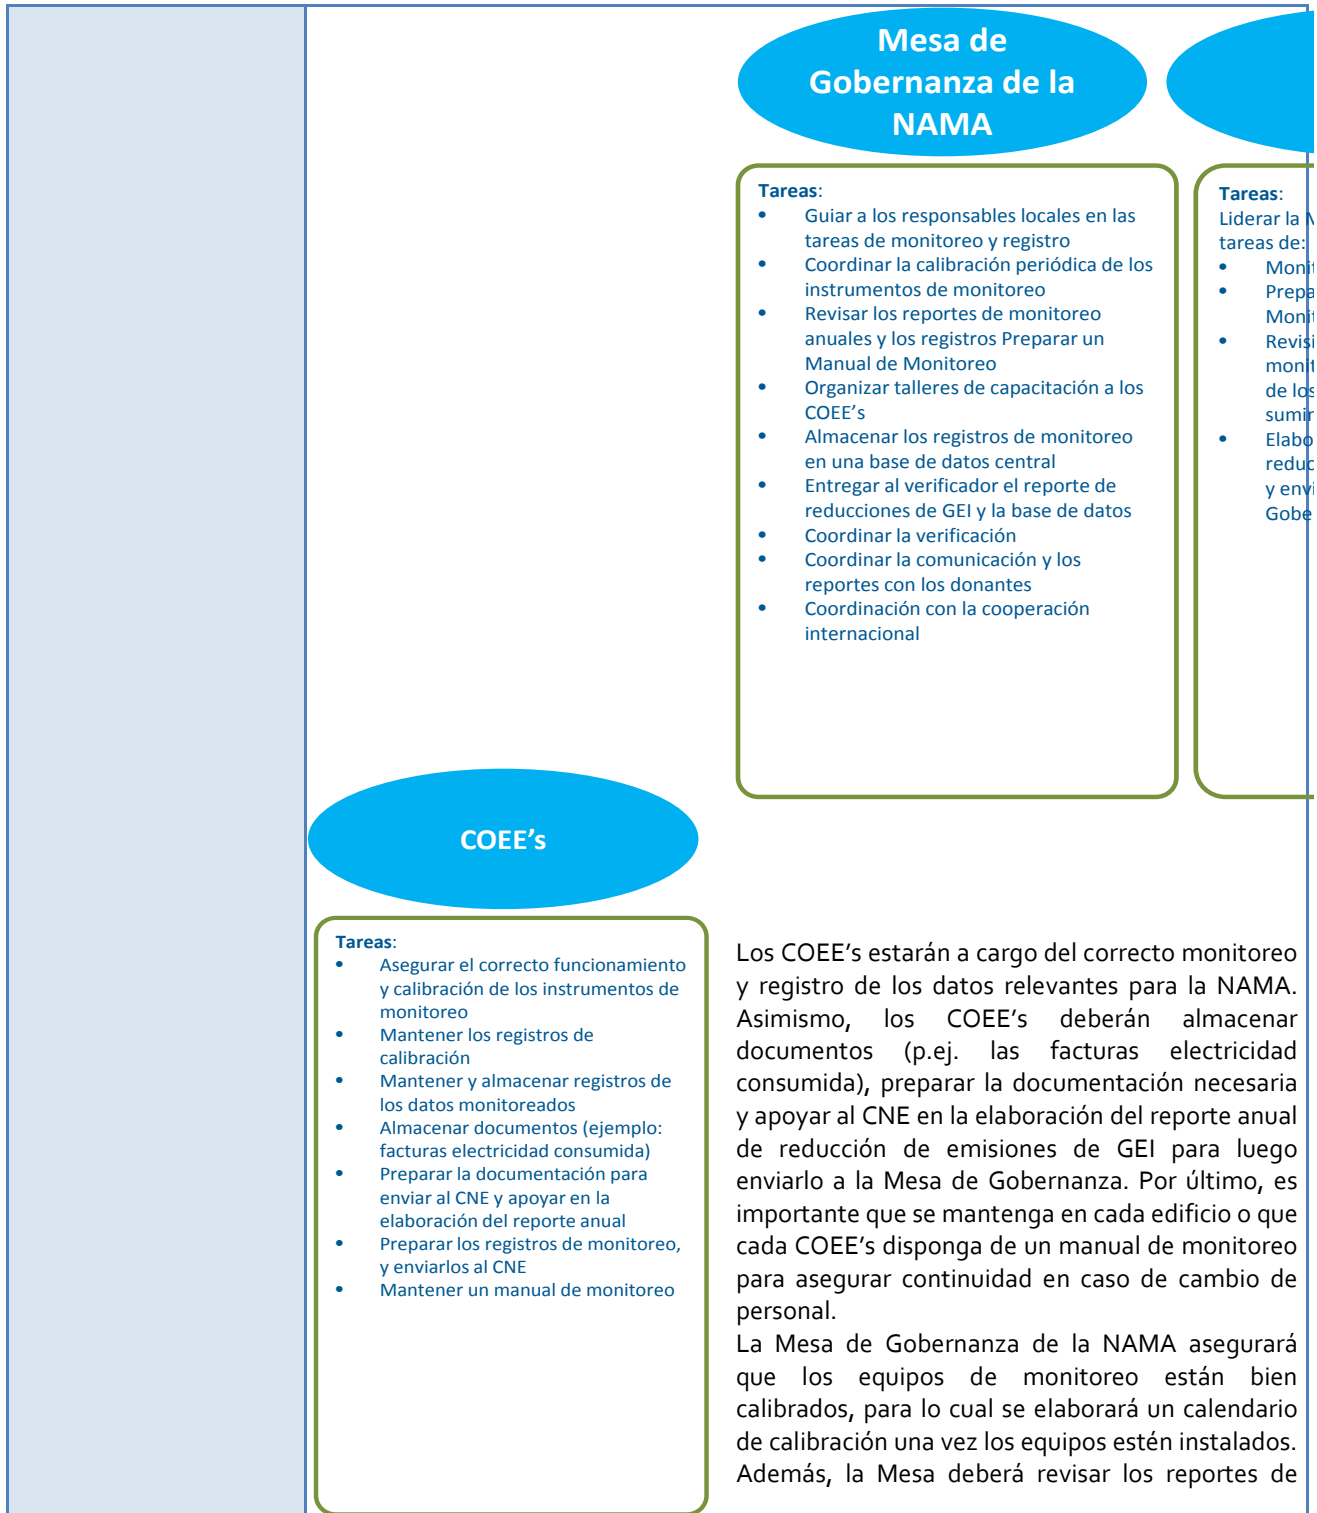 Mesa de
Gobernanza de la
NAMA
Tareas:
• Guiar a los responsables locales en las
tareas de monitoreo y registro
• Coordinar la calibración periódica de los
instrumentos de monitoreo
• Revisar los reportes de monitoreo
anuales y los registros Preparar un
Manual de Monitoreo
• Organizar talleres de capacitación a los
COEE's
• Almacenar los registros de monitoreo
en una base de datos central
• Entregar al verificador el reporte de
reducciones de GEI y la base de datos
• Coordinar la verificación
• Coordinar la comunicación y los
reportes con los donantes
• Coordinación con la cooperación
internacional
Tareas:
Liderar la
tareas de:
•
•
•
de los
•
y
COEE's
Tareas:
• Asegurar el correcto funcionamiento
y calibración de los instrumentos de
monitoreo
• Mantener los registros de
calibración
• Mantener y almacenar registros de
los datos monitoreados
• Almacenar documentos (ejemplo:
facturas electricidad consumida)
• Preparar la documentación para
enviar al CNE y apoyar en la
elaboración del reporte anual
• Preparar los registros de monitoreo,
y enviarlos al CNE
• Mantener un manual de monitoreo
Los COEE's estarán a cargo del correcto monitoreo
y registro de los datos relevantes para la NAMA.
Asimismo, los COEE's deberán almacenar
documentos (p.ej. las facturas electricidad
consumida), preparar la documentación necesaria
y apoyar al CNE en la elaboración del reporte anual
de reducción de emisiones de GEI para luego
enviarlo a la Mesa de Gobernanza. Por último, es
importante que se mantenga en cada edificio o que
cada COEE's disponga de un manual de monitoreo
para asegurar continuidad en caso de cambio de
personal.
La Mesa de Gobernanza de la NAMA asegurará
que los equipos de monitoreo están bien
calibrados, para lo cual se elaborará un calendario
de calibración una vez los equipos estén instalados.
Además, la Mesa deberá revisar los reportes de